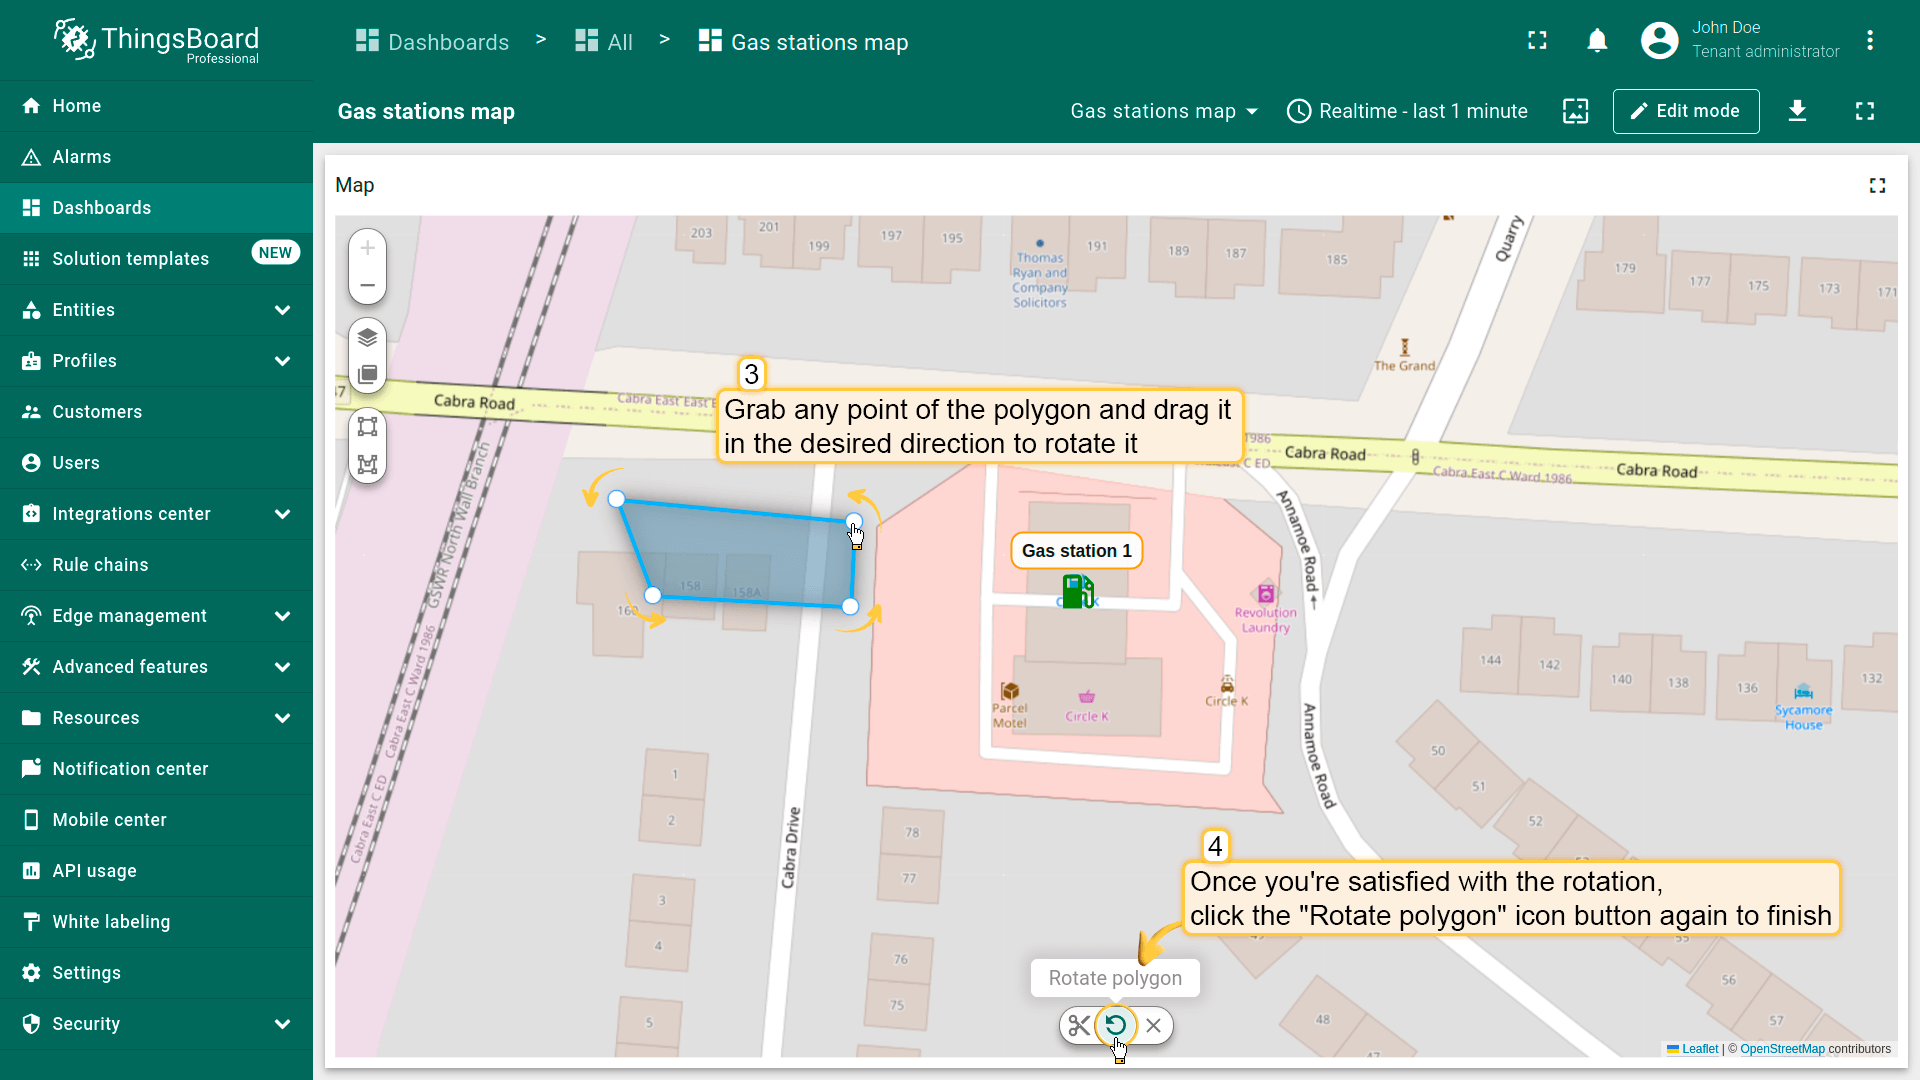 ThingsBoard
Professional
Dashboards > All > Gas stations map
John Doe
Tenant administrator
Gas stations map
Gas stations map
Realtime - last 1 minute
Edit mode
Home
Alarms
Dashboards
Solution templates
NEW
Entities
Profiles
Customers
Users
Integrations center
Rule chains
Edge management
Advanced features
Resources
Notification center
Mobile center
API usage
White labeling
Settings
Security
Map
203
201
199
197
195
Thomas
Ryan and
Company
Solicitors
191
189
187
185
Quarry
179
177
175
173
171
The Grand
Cabra Road
Cabra East East
3
Grab any point of the polygon and drag it
in the desired direction to rotate it
1986
C ED
Cabra Road
Cabra East C Ward 1986
Cabra Road
GSWR North Wall Branch
Cabra East C Ward 1986
Cabra East C ED
158
158A
160
Gas station 1
Annamoe Road
Revolution
Laundry
Parcel
Motel
Circle K
Circle K
144
142
140
138
136
Sycamore
House
132
Annamoe Road
1
2
3
4
5
Cabra Drive
78
77
76
75
50
51
52
4
Once you're satisfied with the rotation,
click the "Rotate polygon" icon button again to finish
55
56
57
48
47
Rotate polygon
Leaflet | © OpenStreetMap contributors